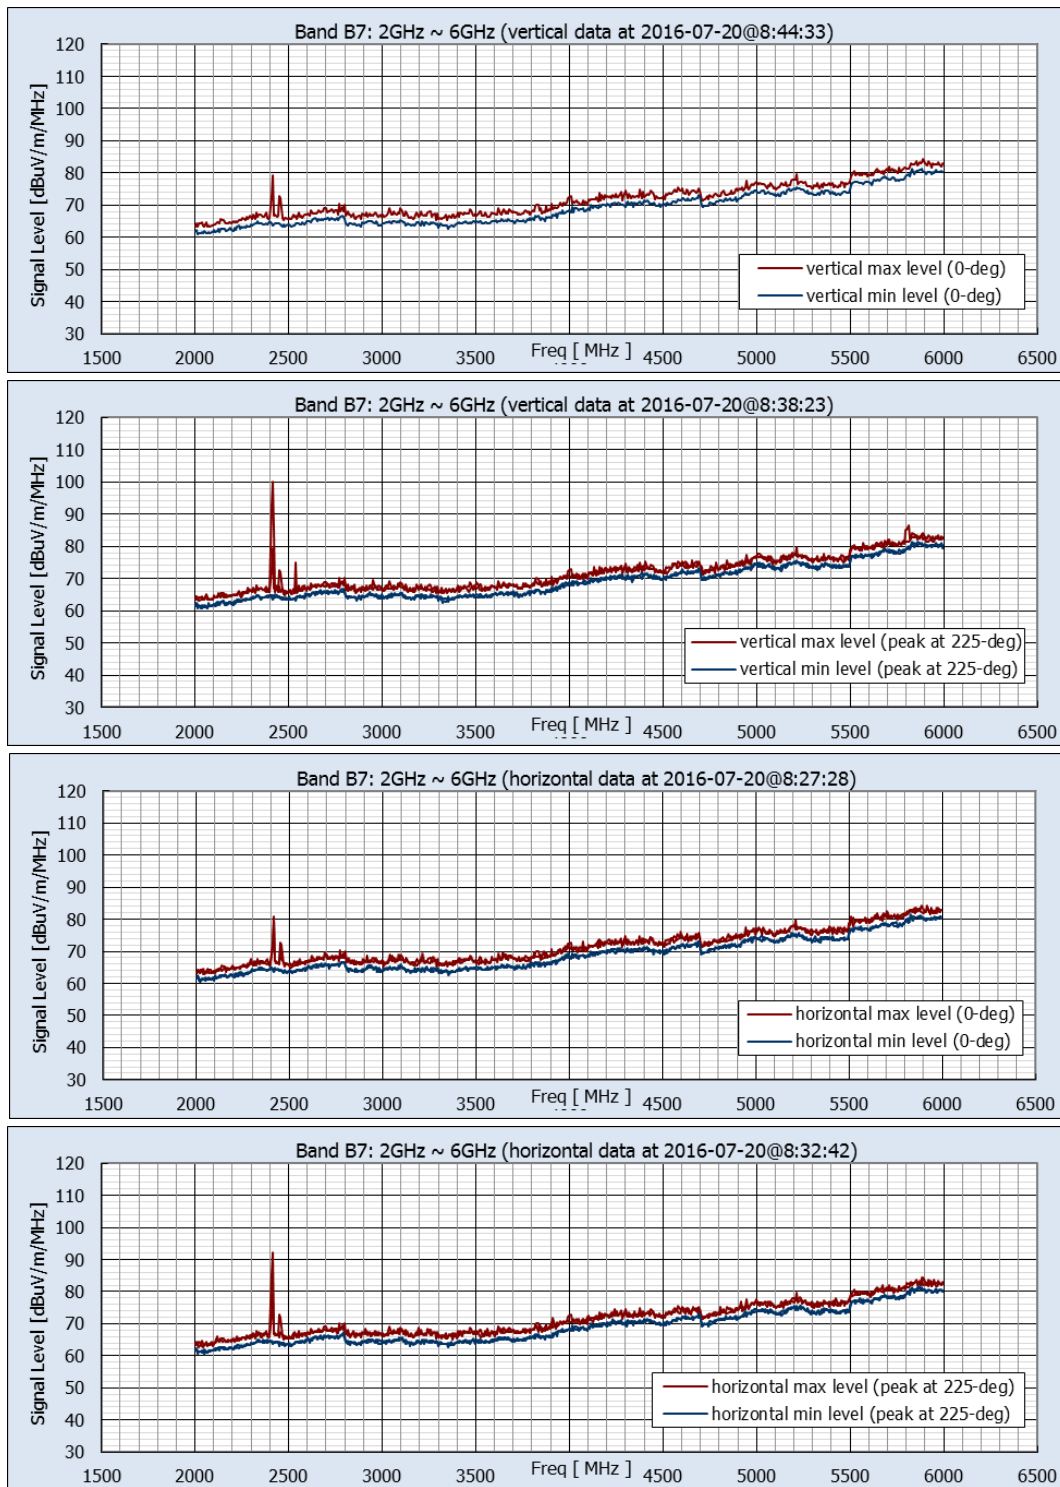 Band B7: 2GHz ~ 6GHz (vertical data at 2016-07-20@8:44:33)
120
110
100
90
80
70
60
50
40
30
Signal Level [dBuV/m/MHz]
vertical max level (0-deg)
vertical min level (0-deg)
1500 2000 2500 3000 3500 Freq [ MHz ] 4500 5000 5500 6000 6500
Band B7: 2GHz ~ 6GHz (vertical data at 2016-07-20@8:38:23)
120
110
100
90
80
70
60
50
40
30
Signal Level [dBuV/m/MHz]
vertical max level (peak at 225-deg)
vertical min level (peak at 225-deg)
1500 2000 2500 3000 3500 Freq [ MHz ] 4500 5000 5500 6000 6500
Band B7: 2GHz ~ 6GHz (horizontal data at 2016-07-20@8:27:28)
120
110
100
90
80
70
60
50
40
30
Signal Level [dBuV/m/MHz]
horizontal max level (0-deg)
horizontal min level (0-deg)
1500 2000 2500 3000 3500 Freq [ MHz ] 4500 5000 5500 6000 6500
Band B7: 2GHz ~ 6GHz (horizontal data at 2016-07-20@8:32:42)
120
110
100
90
80
70
60
50
40
30
Signal Level [dBuV/m/MHz]
horizontal max level (peak at 225-deg)
horizontal min level (peak at 225-deg)
1500 2000 2500 3000 3500 Freq [ MHz ] 4500 5000 5500 6000 6500